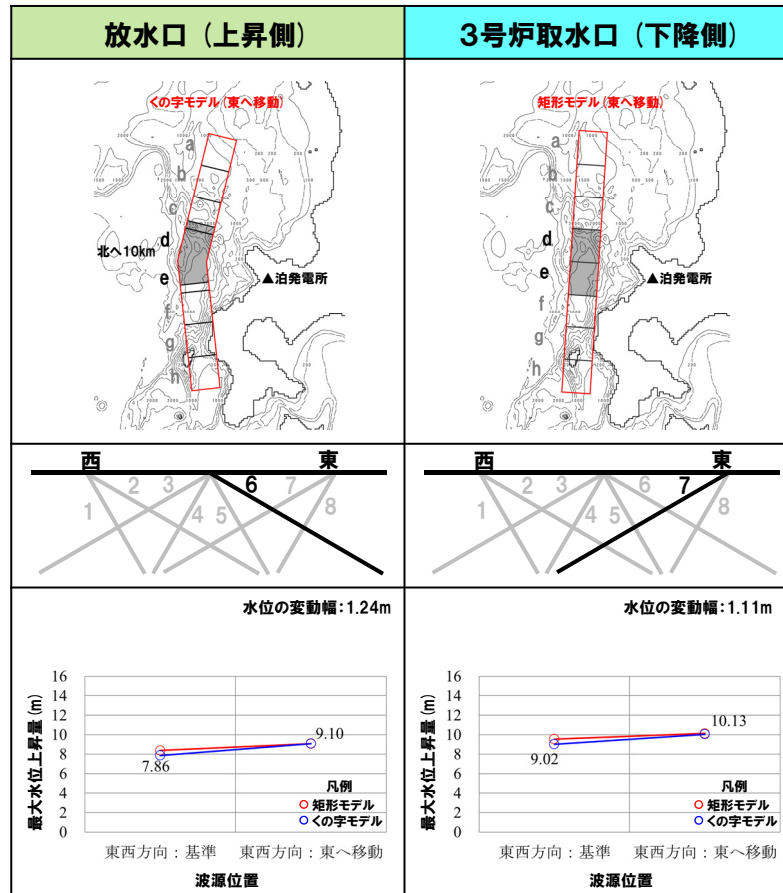 放水口（上昇側）
3号炉取水口（下降側）
くの字モデル（東へ移動）
a
b
c
d
北へ10km
e
f
g
h
▲泊発電所
矩形モデル（東へ移動）
a
b
c
d
e
f
g
h
▲泊発電所
西
東
1
2
3
4
5
6
7
8
西
東
1
2
3
4
5
6
7
8
水位の変動幅：1.24m
最大水位上昇量(m)
16
14
12
10
8
6
4
2
0
7.86
9.10
凡例
矩形モデル
くの字モデル
東西方向：基準
東西方向：東へ移動
波源位置
水位の変動幅：1.11m
最大水位上昇量(m)
16
14
12
10
8
6
4
2
0
9.02
10.13
凡例
矩形モデル
くの字モデル
東西方向：基準
東西方向：東へ移動
波源位置